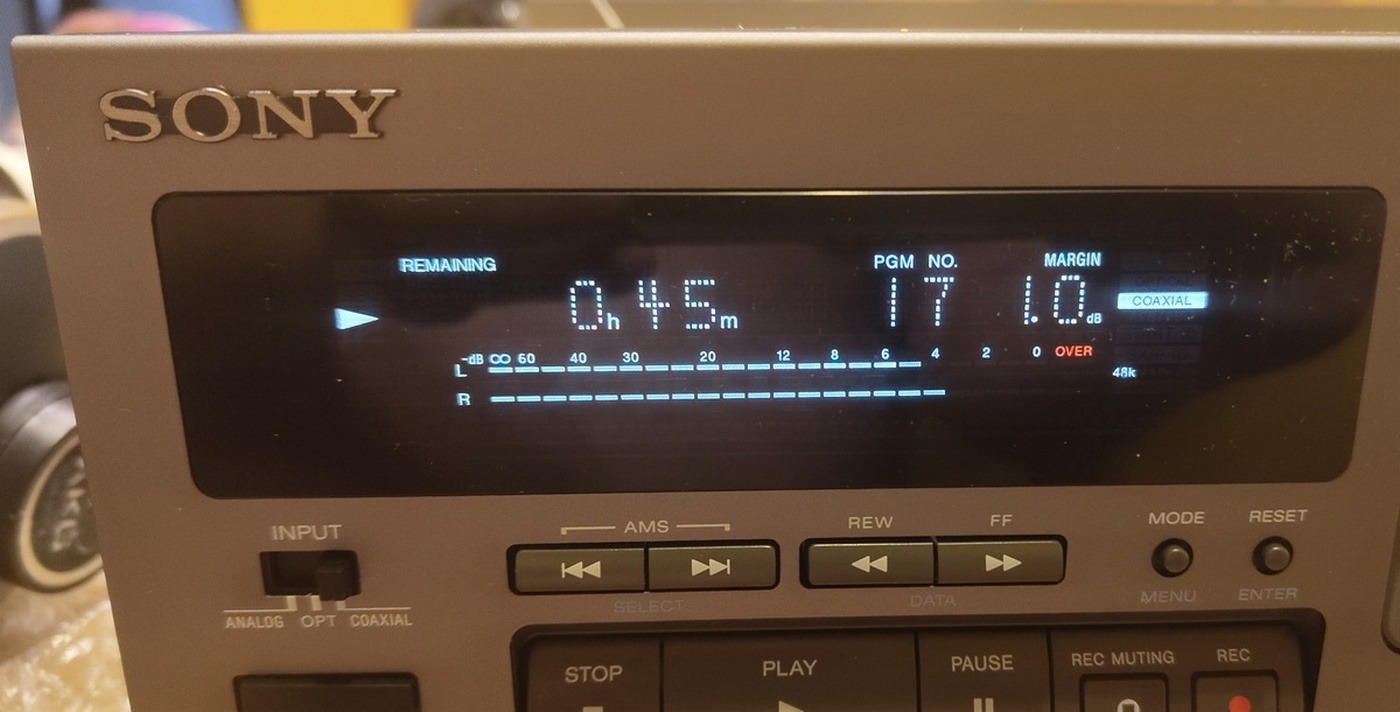 SONY
REMAINING PGM NO. MARGIN
0h 45m 17 1.0dB
COAXIAL
-dB ∞ 60 40 30 20 12 8 6 4 2 0 OVER
L
48k
R
INPUT
AMS REW FF MODE RESET
SELECT DATA MENU ENTER
ANALOG OPT COAXIAL
STOP PLAY PAUSE REC MUTING REC
AKG